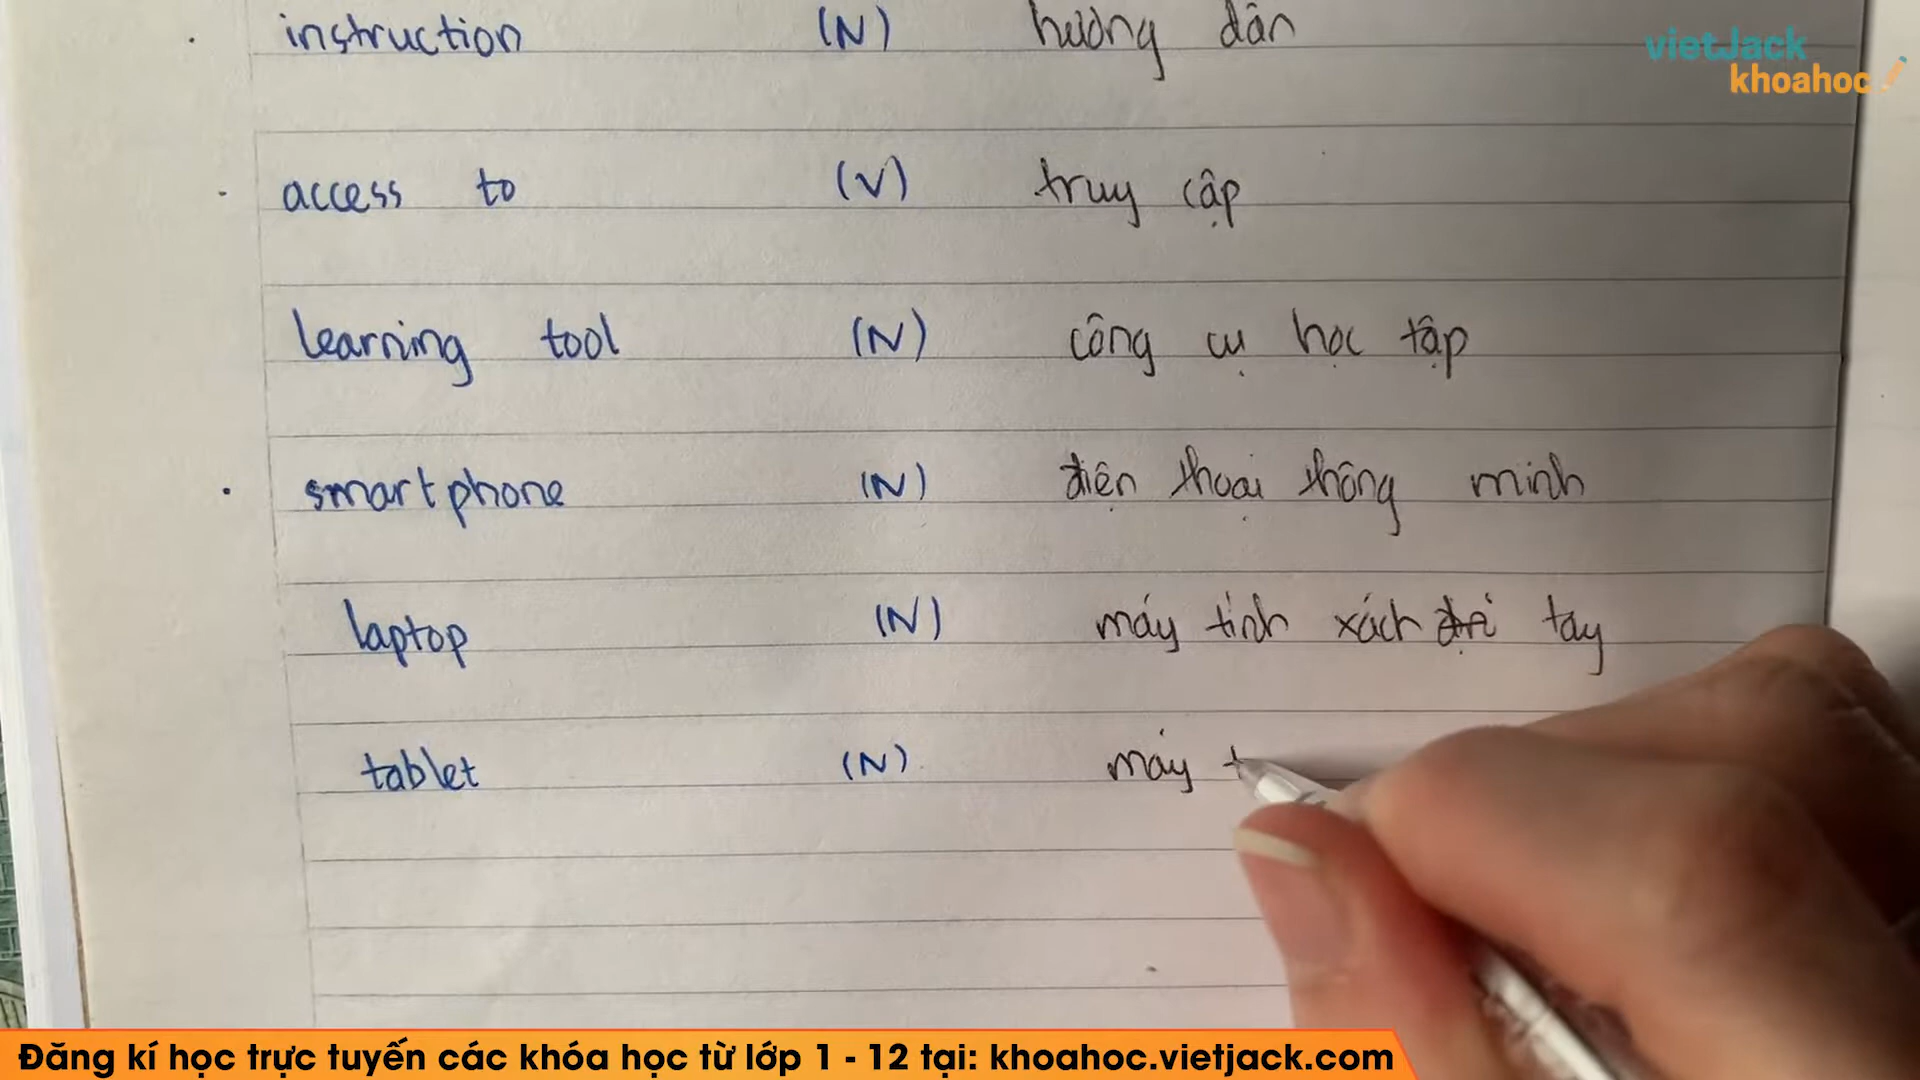 instruction (N) hướng dẫn
vietJack
khoahoc
access to (V) truy cập
learning tool (N) công cụ học tập
smartphone (N) điện thoại thông minh
laptop (N) máy tính xách tay
tablet (N) máy t
Đăng kí học trực tuyến các khóa học từ lớp 1 - 12 tại: khoahoc.vietjack.com